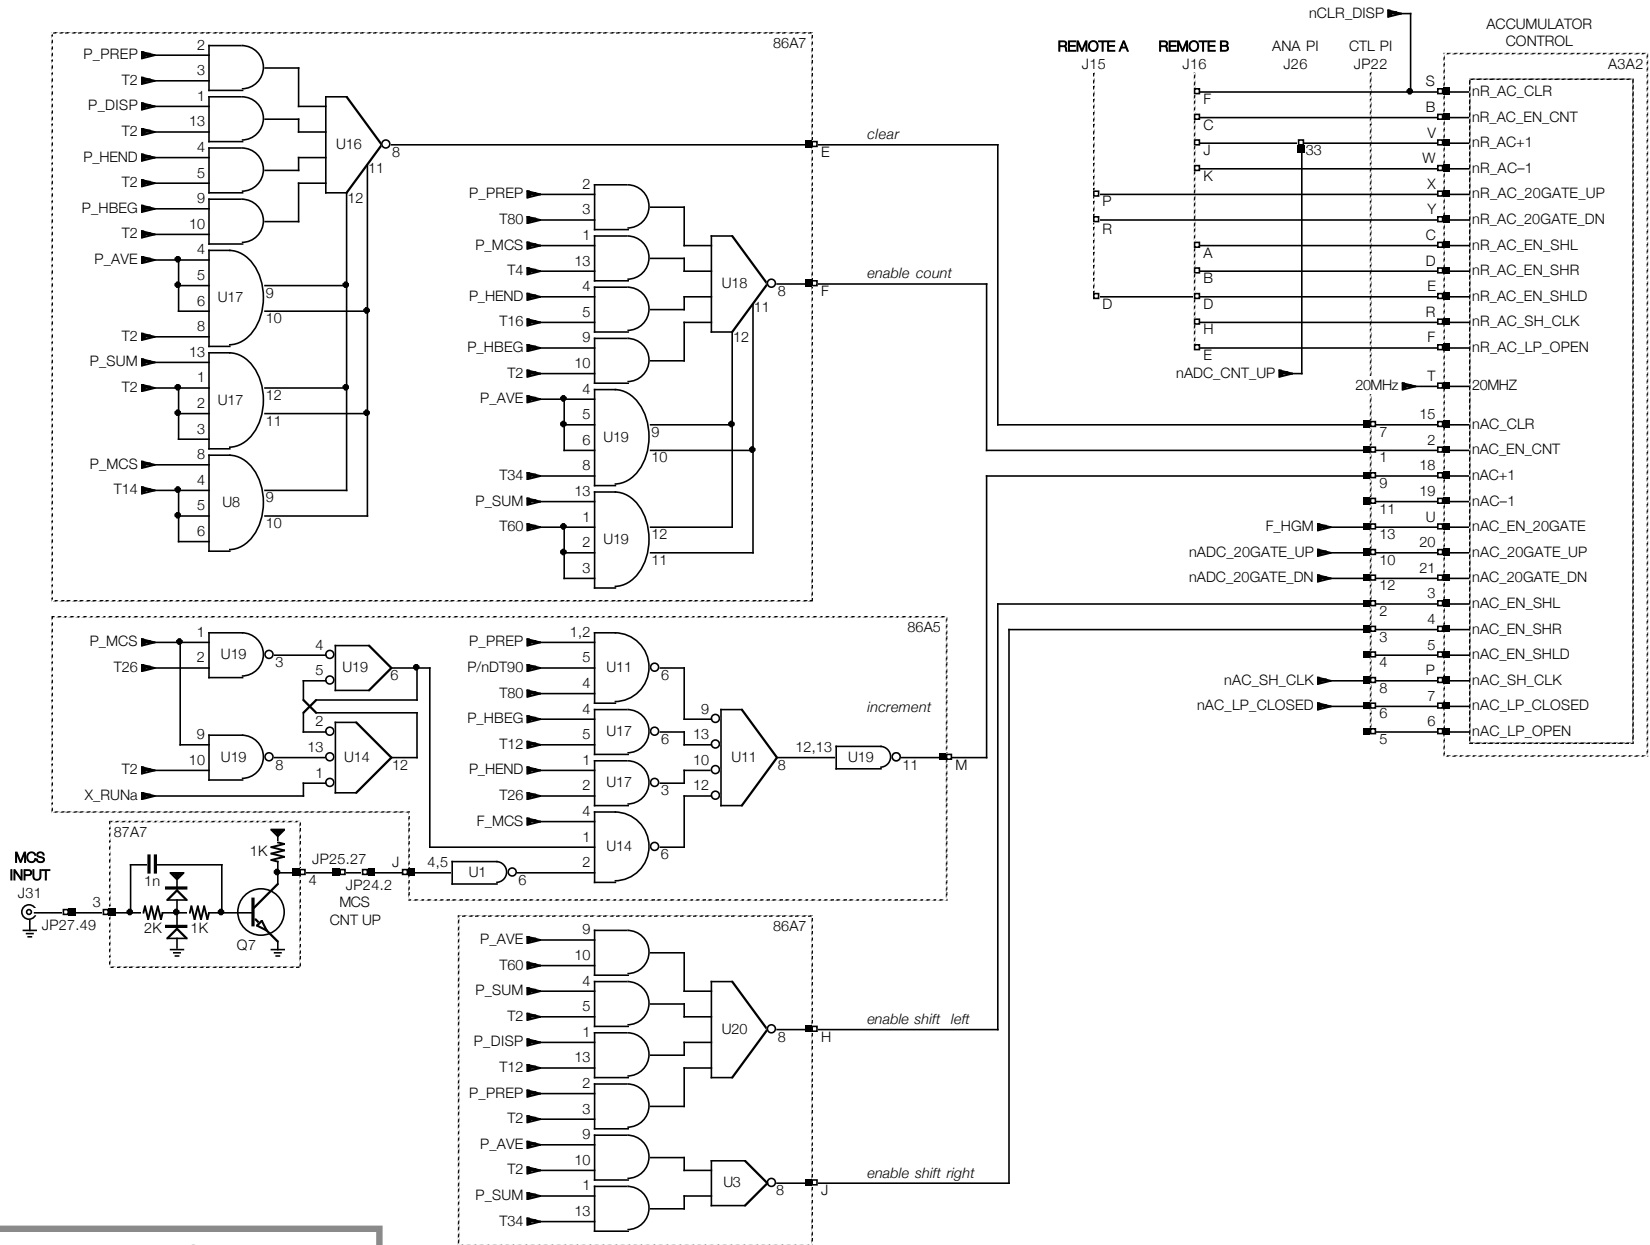 nCLR_DISP
ACCUMULATOR
CONTROL
REMOTE A
J15
REMOTE B
J16
ANA PI
J26
CTL PI
JP22
A3A2
F S nR_AC_CLR
C B nR_AC_EN_CNT
J 33 V nR_AC+1
K W nR_AC–1
P X nR_AC_20GATE_UP
R Y nR_AC_20GATE_DN
A C nR_AC_EN_SHL
B D nR_AC_EN_SHR
D D E nR_AC_EN_SHLD
H R nR_AC_SH_CLK
E F nR_AC_LP_OPEN
nADC_CNT_UP
20MHz T 20MHZ
7 15 nAC_CLR
1 2 nAC_EN_CNT
9 18 nAC+1
11 19 nAC–1
F_HGM 13 U nAC_EN_20GATE
nADC_20GATE_UP 10 20 nAC_20GATE_UP
nADC_20GATE_DN 12 21 nAC_20GATE_DN
2 3 nAC_EN_SHL
3 4 nAC_EN_SHR
4 5 nAC_EN_SHLD
nAC_SH_CLK 8 P nAC_SH_CLK
nAC_LP_CLOSED 6 7 nAC_LP_CLOSED
5 6 nAC_LP_OPEN
86A7
P_PREP 2
T2 3
P_DISP 1
T2 13
P_HEND 4
T2 5
P_HBEG 9
T2 10
U16 8 11 12
E clear
P_AVE 4
5
6
T2 8
U17 9 10
P_SUM 13
T2 1
2
3
U17 12 11
P_MCS 8
T14 4
5
6
U8 9 10
P_PREP 2
T80 3
P_MCS 1
T4 13
P_HEND 4
T16 5
P_HBEG 9
T2 10
U18 8 11 12
F enable count
P_AVE 4
5
6
T34 8
U19 9 10
P_SUM 13
T60 1
2
3
U19 12 11
86A5
P_MCS 1
T26 2
U19 3
4 5 U19 6
9
T2 10
U19 8
2 13 1 U14 12
X_RUNa
P_PREP 1,2
P/nDT90 5
T80 4
U11 6
P_HBEG 4
T12 5
U17 6
P_HEND 1
T26 2
U17 3
F_MCS 4
1
2
U14 6
9 13 10 12 U11 8
12,13 U19 11
M increment
4,5 U1 6
87A7
MCS
INPUT
J31
JP27.49
3
1n
2K
1K
1K
Q7
4
JP25.27
JP24.2
MCS
CNT UP
J
86A7
P_AVE 9
T60 10
P_SUM 4
T2 5
P_DISP 1
T12 13
P_PREP 2
T2 3
U20 8
H enable shift left
P_AVE 9
T2 10
P_SUM 1
T34 13
U3 8
J enable shift right